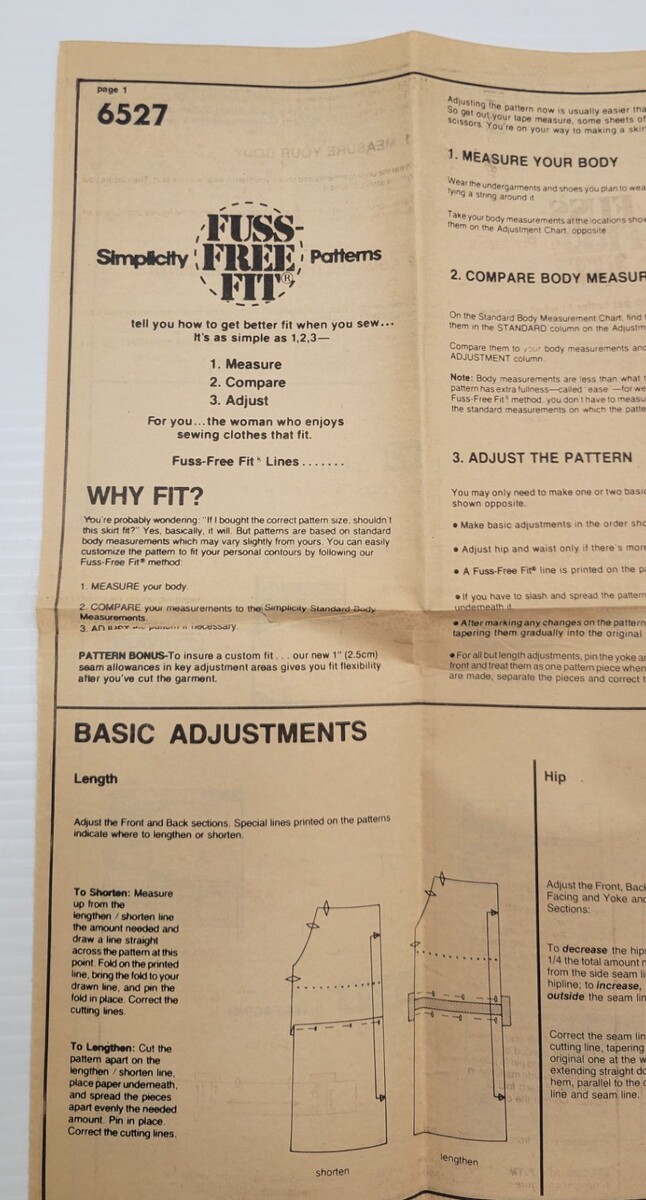 page 1
6527
Simplicity FUSS-FREE FIT® Patterns
tell you how to get better fit when you sew...
It's as simple as 1,2,3—
1. Measure
2. Compare
3. Adjust
For you...the woman who enjoys
sewing clothes that fit.
Fuss-Free Fit Lines.......
WHY FIT?
You're probably wondering: "If I bought the correct pattern size, shouldn't
this skirt fit?" Yes, basically, it will. But patterns are based on standard
body measurements which may vary slightly from yours. You can easily
customize the pattern to fit your personal contours by following our
Fuss-Free Fit® method:
1. MEASURE your body.
2. COMPARE your measurements to the Simplicity Standard Body
Measurements.
3. necessary.
PATTERN BONUS-To insure a custom fit... our new 1" (2.5cm)
seam allowances in key adjustment areas gives you fit flexibility
after you've cut the garment.
Adjusting the pattern now is usually easier
So get out your tape measure, some sheets of
scissors. You're on your way to making a
1. MEASURE YOUR BODY
Wear the undergarments and shoes you plan to
tying a string around it.
Take your body measurements at the locations
them on the Adjustment Chart, opposite
2. COMPARE BODY MEASUR
On the Standard Body Measurement Chart, find
them in the STANDARD column on the
Compare them to your body measurements
ADJUSTMENT column.
Note: Body measurements are less than what
pattern has extra fullness—called "ease"—for
Fuss-Free Fit method, you don't have to
the standard measurements on which the
3. ADJUST THE PATTERN
You may only need to make one or two
shown opposite.
• Make basic adjustments in the order
• Adjust hip and waist only if there's
• A Fuss-Free Fit® line is printed on the
• If you have to slash and spread the pattern
underneath it.
• After marking any changes on the pattern
tapering them gradually into the original
• For all but length adjustments, pin the yoke
front and treat them as one pattern piece when
are made, separate the pieces and correct
BASIC ADJUSTMENTS
Length
Adjust the Front and Back sections. Special lines printed on the patterns
indicate where to lengthen or shorten.
To Shorten: Measure
up from the
lengthen / shorten line
the amount needed and
draw a line straight
across the pattern at this
point. Fold on the printed
line, bring the fold to your
drawn line, and pin the
fold in place. Correct the
cutting lines.
To Lengthen: Cut the
pattern apart on the
lengthen / shorten line,
place paper underneath,
and spread the pieces
apart evenly the needed
amount. Pin in place.
Correct the cutting lines.
shorten
lengthen
Hip
Adjust the Front, Back
Facing and Yoke and
Sections:
To decrease the
1/4 the total amount
from the side seam
hipline; to increase,
outside the seam
Correct the seam
cutting line, tapering
original one at the
extending straight
hem, parallel to the
line and seam line.